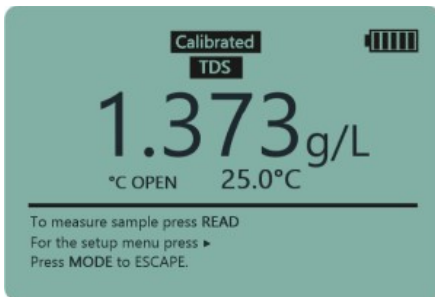 Calibrated
TDS
1.373g/L
°C OPEN 25.0°C
To measure sample press READ
For the setup menu press ►
Press MODE to ESCAPE.